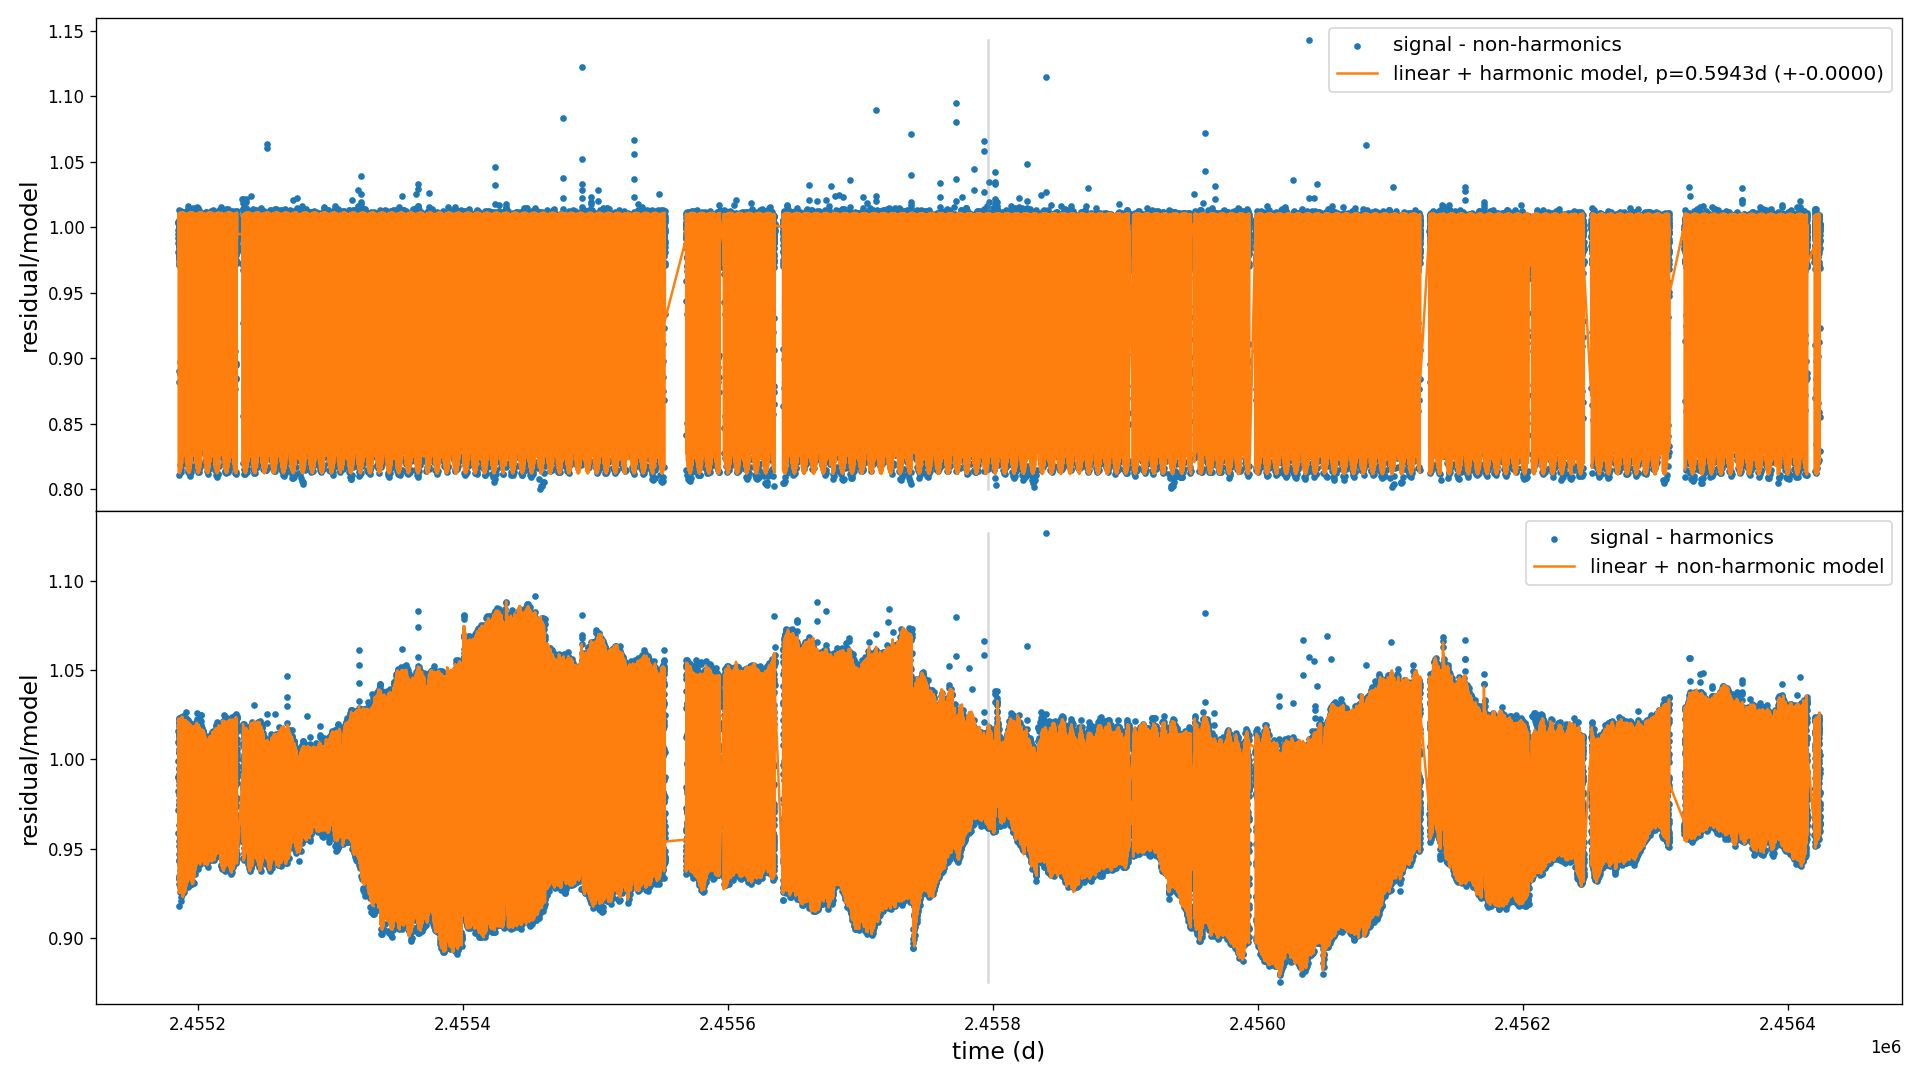 1.15
1.10
1.05
1.00
0.95
0.90
0.85
0.80
residual/model
signal - non-harmonics
linear + harmonic model, p=0.5943d (+-0.0000)
1.10
1.05
1.00
0.95
0.90
residual/model
signal - harmonics
linear + non-harmonic model
2.4552 2.4554 2.4556 2.4558 2.4560 2.4562 2.4564
1e6
time (d)